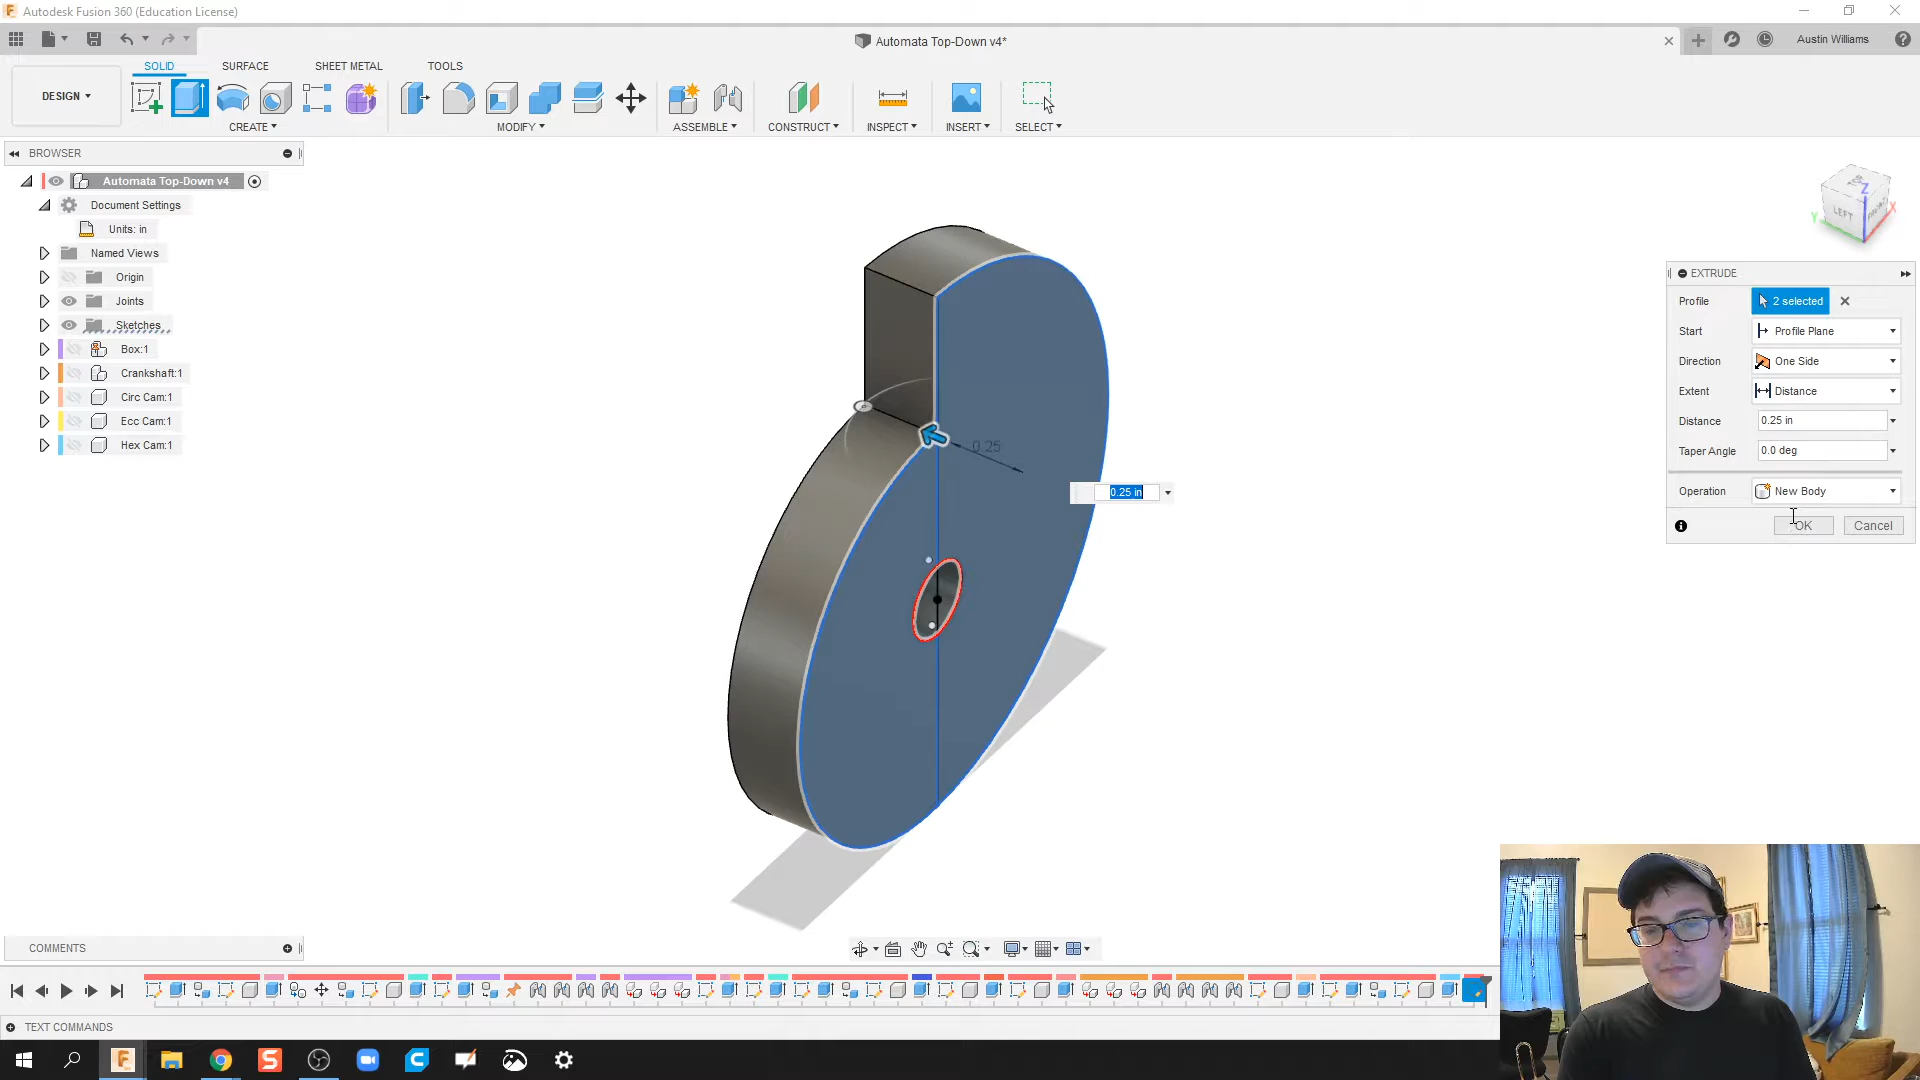 Autodesk Fusion 360 (Education License)
Automata Top-Down v4*
Austin Williams
DESIGN
SOLID
SURFACE
SHEET METAL
TOOLS
CREATE
MODIFY
ASSEMBLE
CONSTRUCT
INSPECT
INSERT
SELECT
BROWSER
Automata Top-Down v4
Document Settings
Units: in
Named Views
Origin
Joints
Sketches
Box:1
Crankshaft:1
Circ Cam:1
Ecc Cam:1
Hex Cam:1
Z
LEFT
X
Y
0.25
0.25 in
EXTRUDE
Profile
2 selected
Start
Profile Plane
Direction
One Side
Extent
Distance
Distance
0.25 in
Taper Angle
0.0 deg
Operation
New Body
OK
Cancel
COMMENTS
TEXT COMMANDS